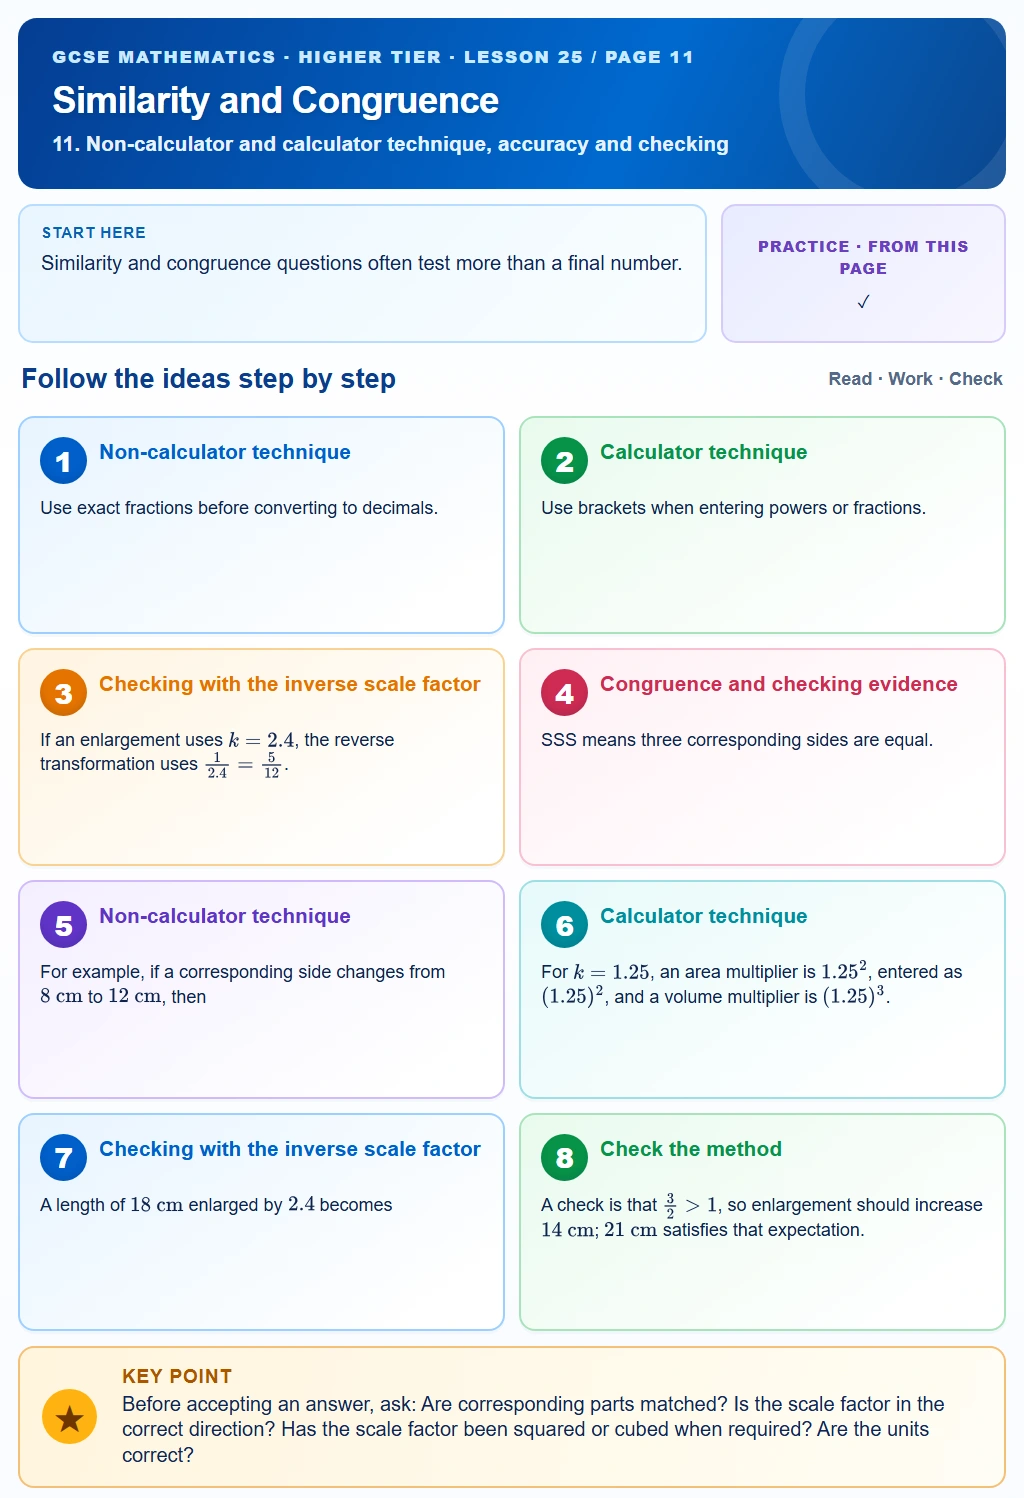 GCSE MATHEMATICS · HIGHER TIER · LESSON 25 / PAGE 11
Similarity and Congruence
11. Non-calculator and calculator technique, accuracy and checking
START HERE
Similarity and congruence questions often test more than a final number.
PRACTICE · FROM THIS
PAGE
✓
Follow the ideas step by step
Read · Work · Check
1 Non-calculator technique
Use exact fractions before converting to decimals.
2 Calculator technique
Use brackets when entering powers or fractions.
3 Checking with the inverse scale factor
If an enlargement uses k = 2.4, the reverse
transformation uses 1/2.4 = 5/12.
4 Congruence and checking evidence
SSS means three corresponding sides are equal.
5 Non-calculator technique
For example, if a corresponding side changes from
8 cm to 12 cm, then
6 Calculator technique
For k = 1.25, an area multiplier is 1.25², entered as
(1.25)², and a volume multiplier is (1.25)³.
7 Checking with the inverse scale factor
A length of 18 cm enlarged by 2.4 becomes
8 Check the method
A check is that 3/2 > 1, so enlargement should increase
14 cm; 21 cm satisfies that expectation.
KEY POINT
Before accepting an answer, ask: Are corresponding parts matched? Is the scale factor in the
correct direction? Has the scale factor been squared or cubed when required? Are the units
correct?